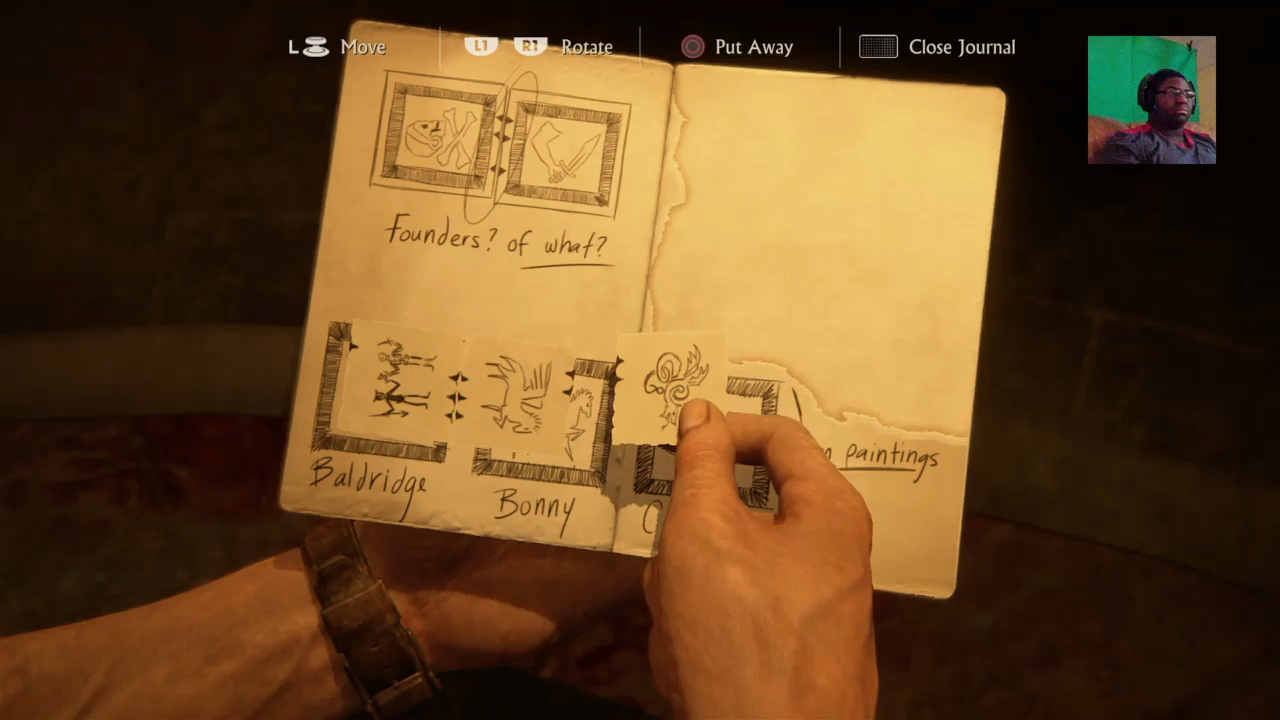 L Move L1 R1 Rotate Put Away Close Journal
Founders? of what?
paintings
Baldridge
Bonny